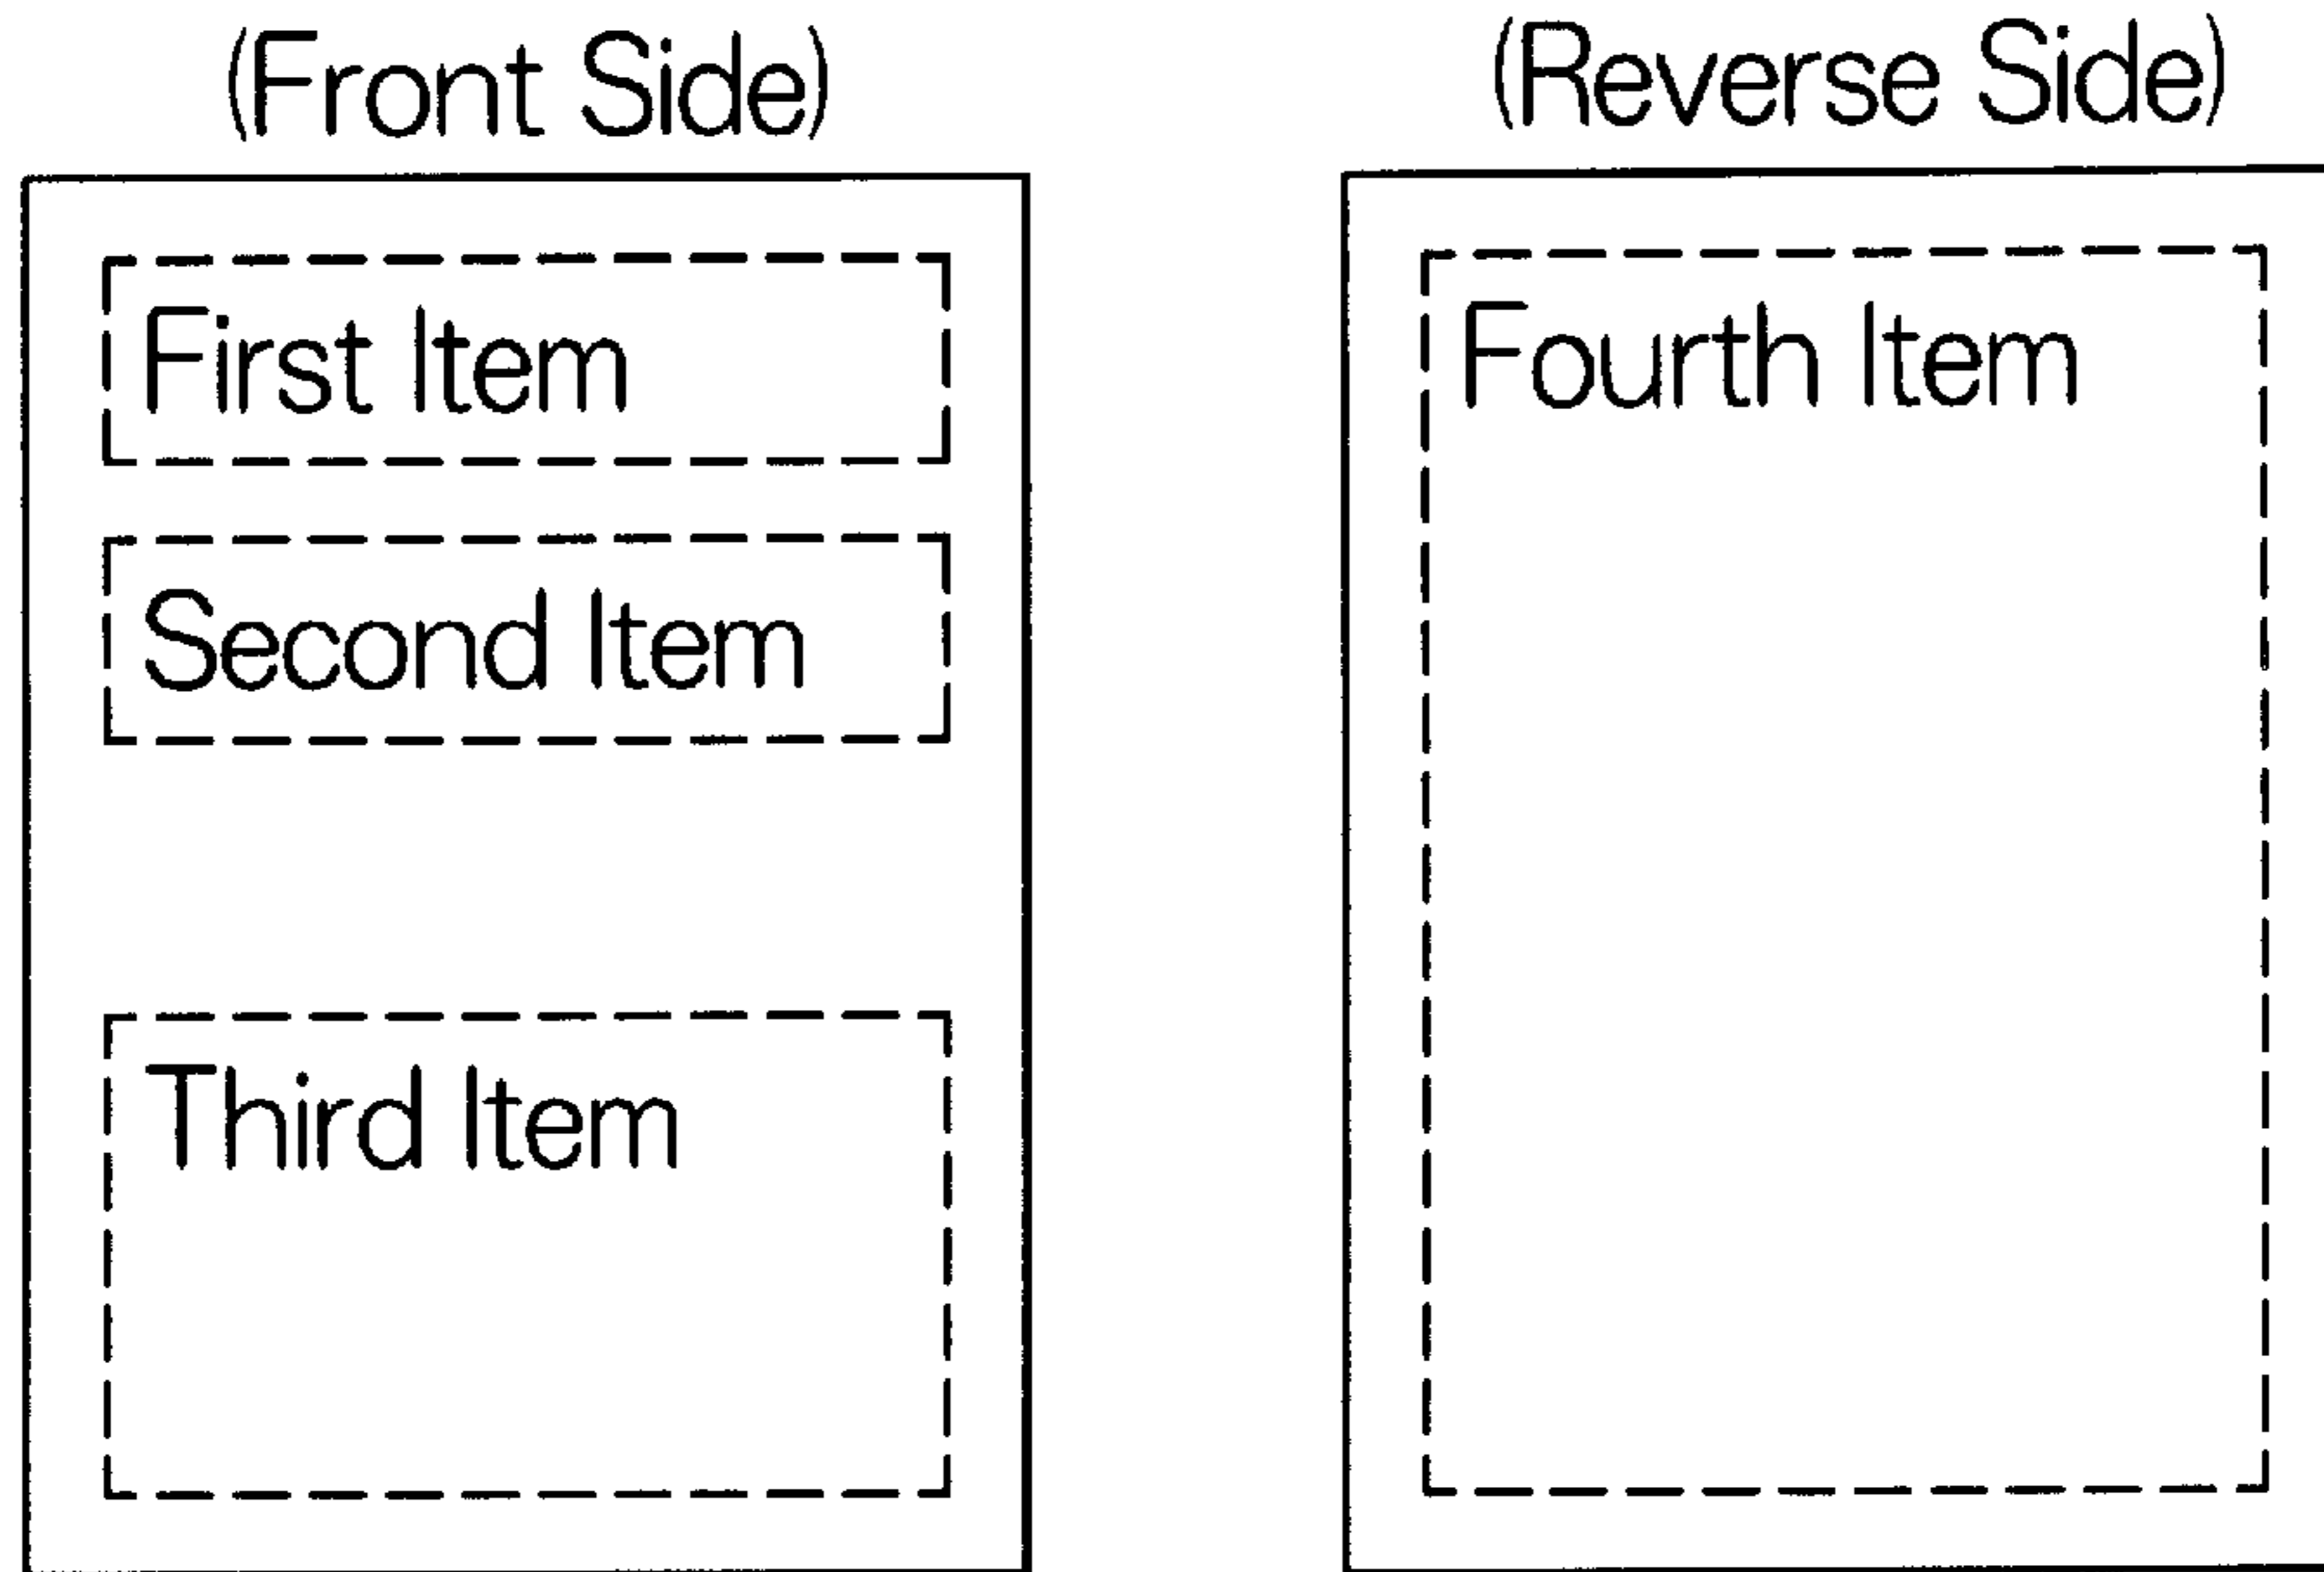 (Front Side)
First Item
Second Item
Third Item
(Reverse Side)
Fourth Item